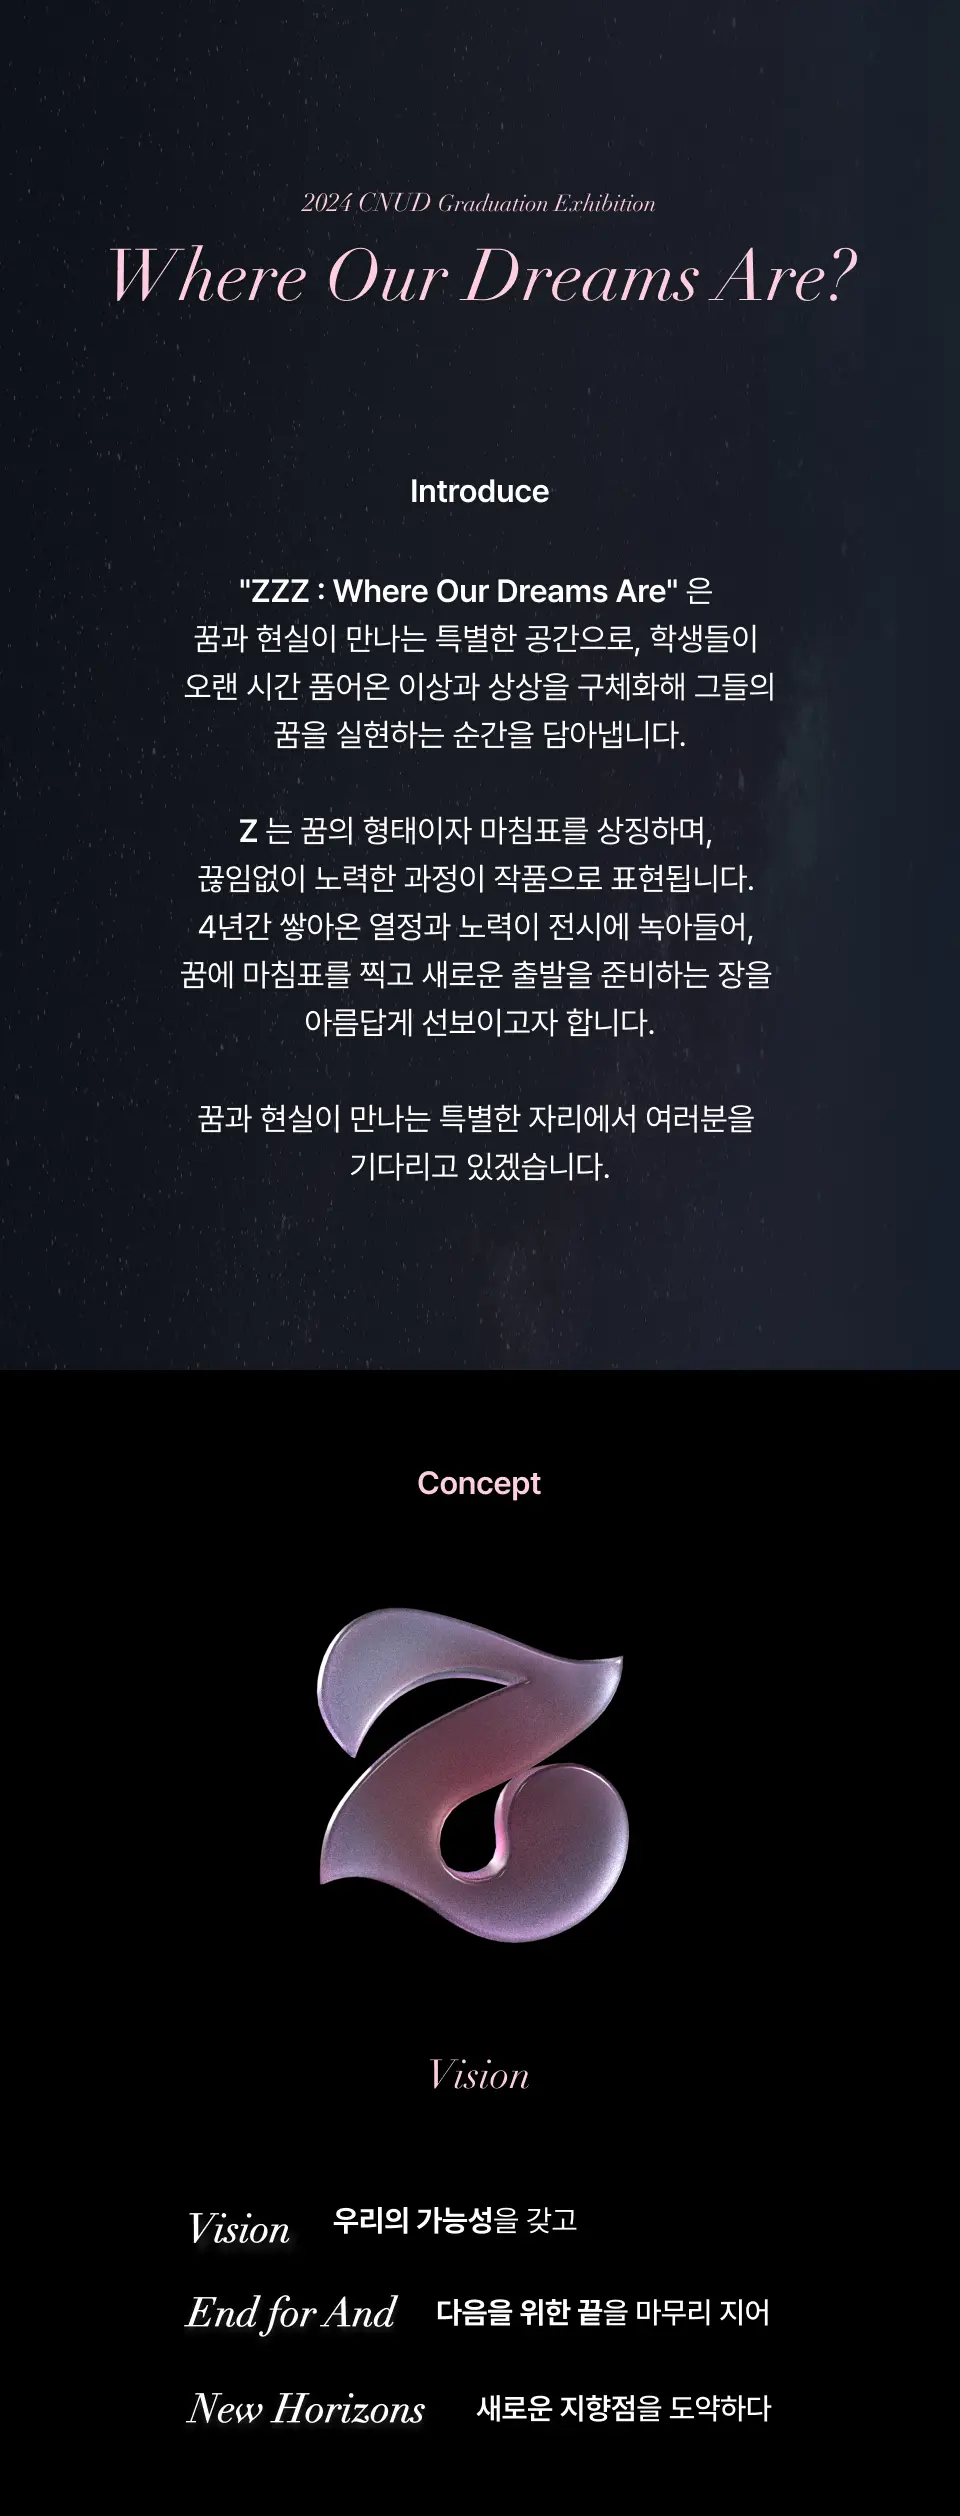 2024 CNUD Graduation Exhibition
Where Our Dreams Are?
Introduce
"ZZZ : Where Our Dreams Are" 은
꿈과 현실이 만나는 특별한 공간으로, 학생들이
오랜 시간 품어온 이상과 상상을 구체화해 그들의
꿈을 실현하는 순간을 담아냅니다.
Z 는 꿈의 형태이자 마침표를 상징하며,
끊임없이 노력한 과정이 작품으로 표현됩니다.
4년간 쌓아온 열정과 노력이 전시에 녹아들어,
꿈에 마침표를 찍고 새로운 출발을 준비하는 장을
아름답게 선보이고자 합니다.
꿈과 현실이 만나는 특별한 자리에서 여러분을
기다리고 있겠습니다.
Concept
Z
Vision
Vision 우리의 가능성을 갖고
End for And 다음을 위한 끝을 마무리 지어
New Horizons 새로운 지향점을 도약하다